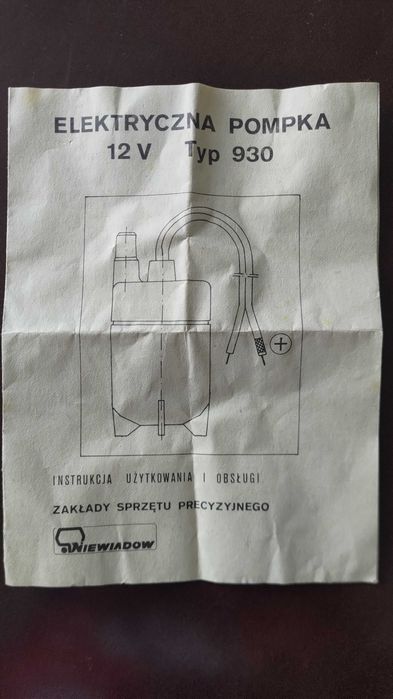 ELEKTRYCZNA POMPKA
12 V Typ 930
+
INSTRUKCJA UŻYTKOWANIA I OBSŁUGI
ZAKŁADY SPRZĘTU PRECYZYJNEGO
NIEWIADOW